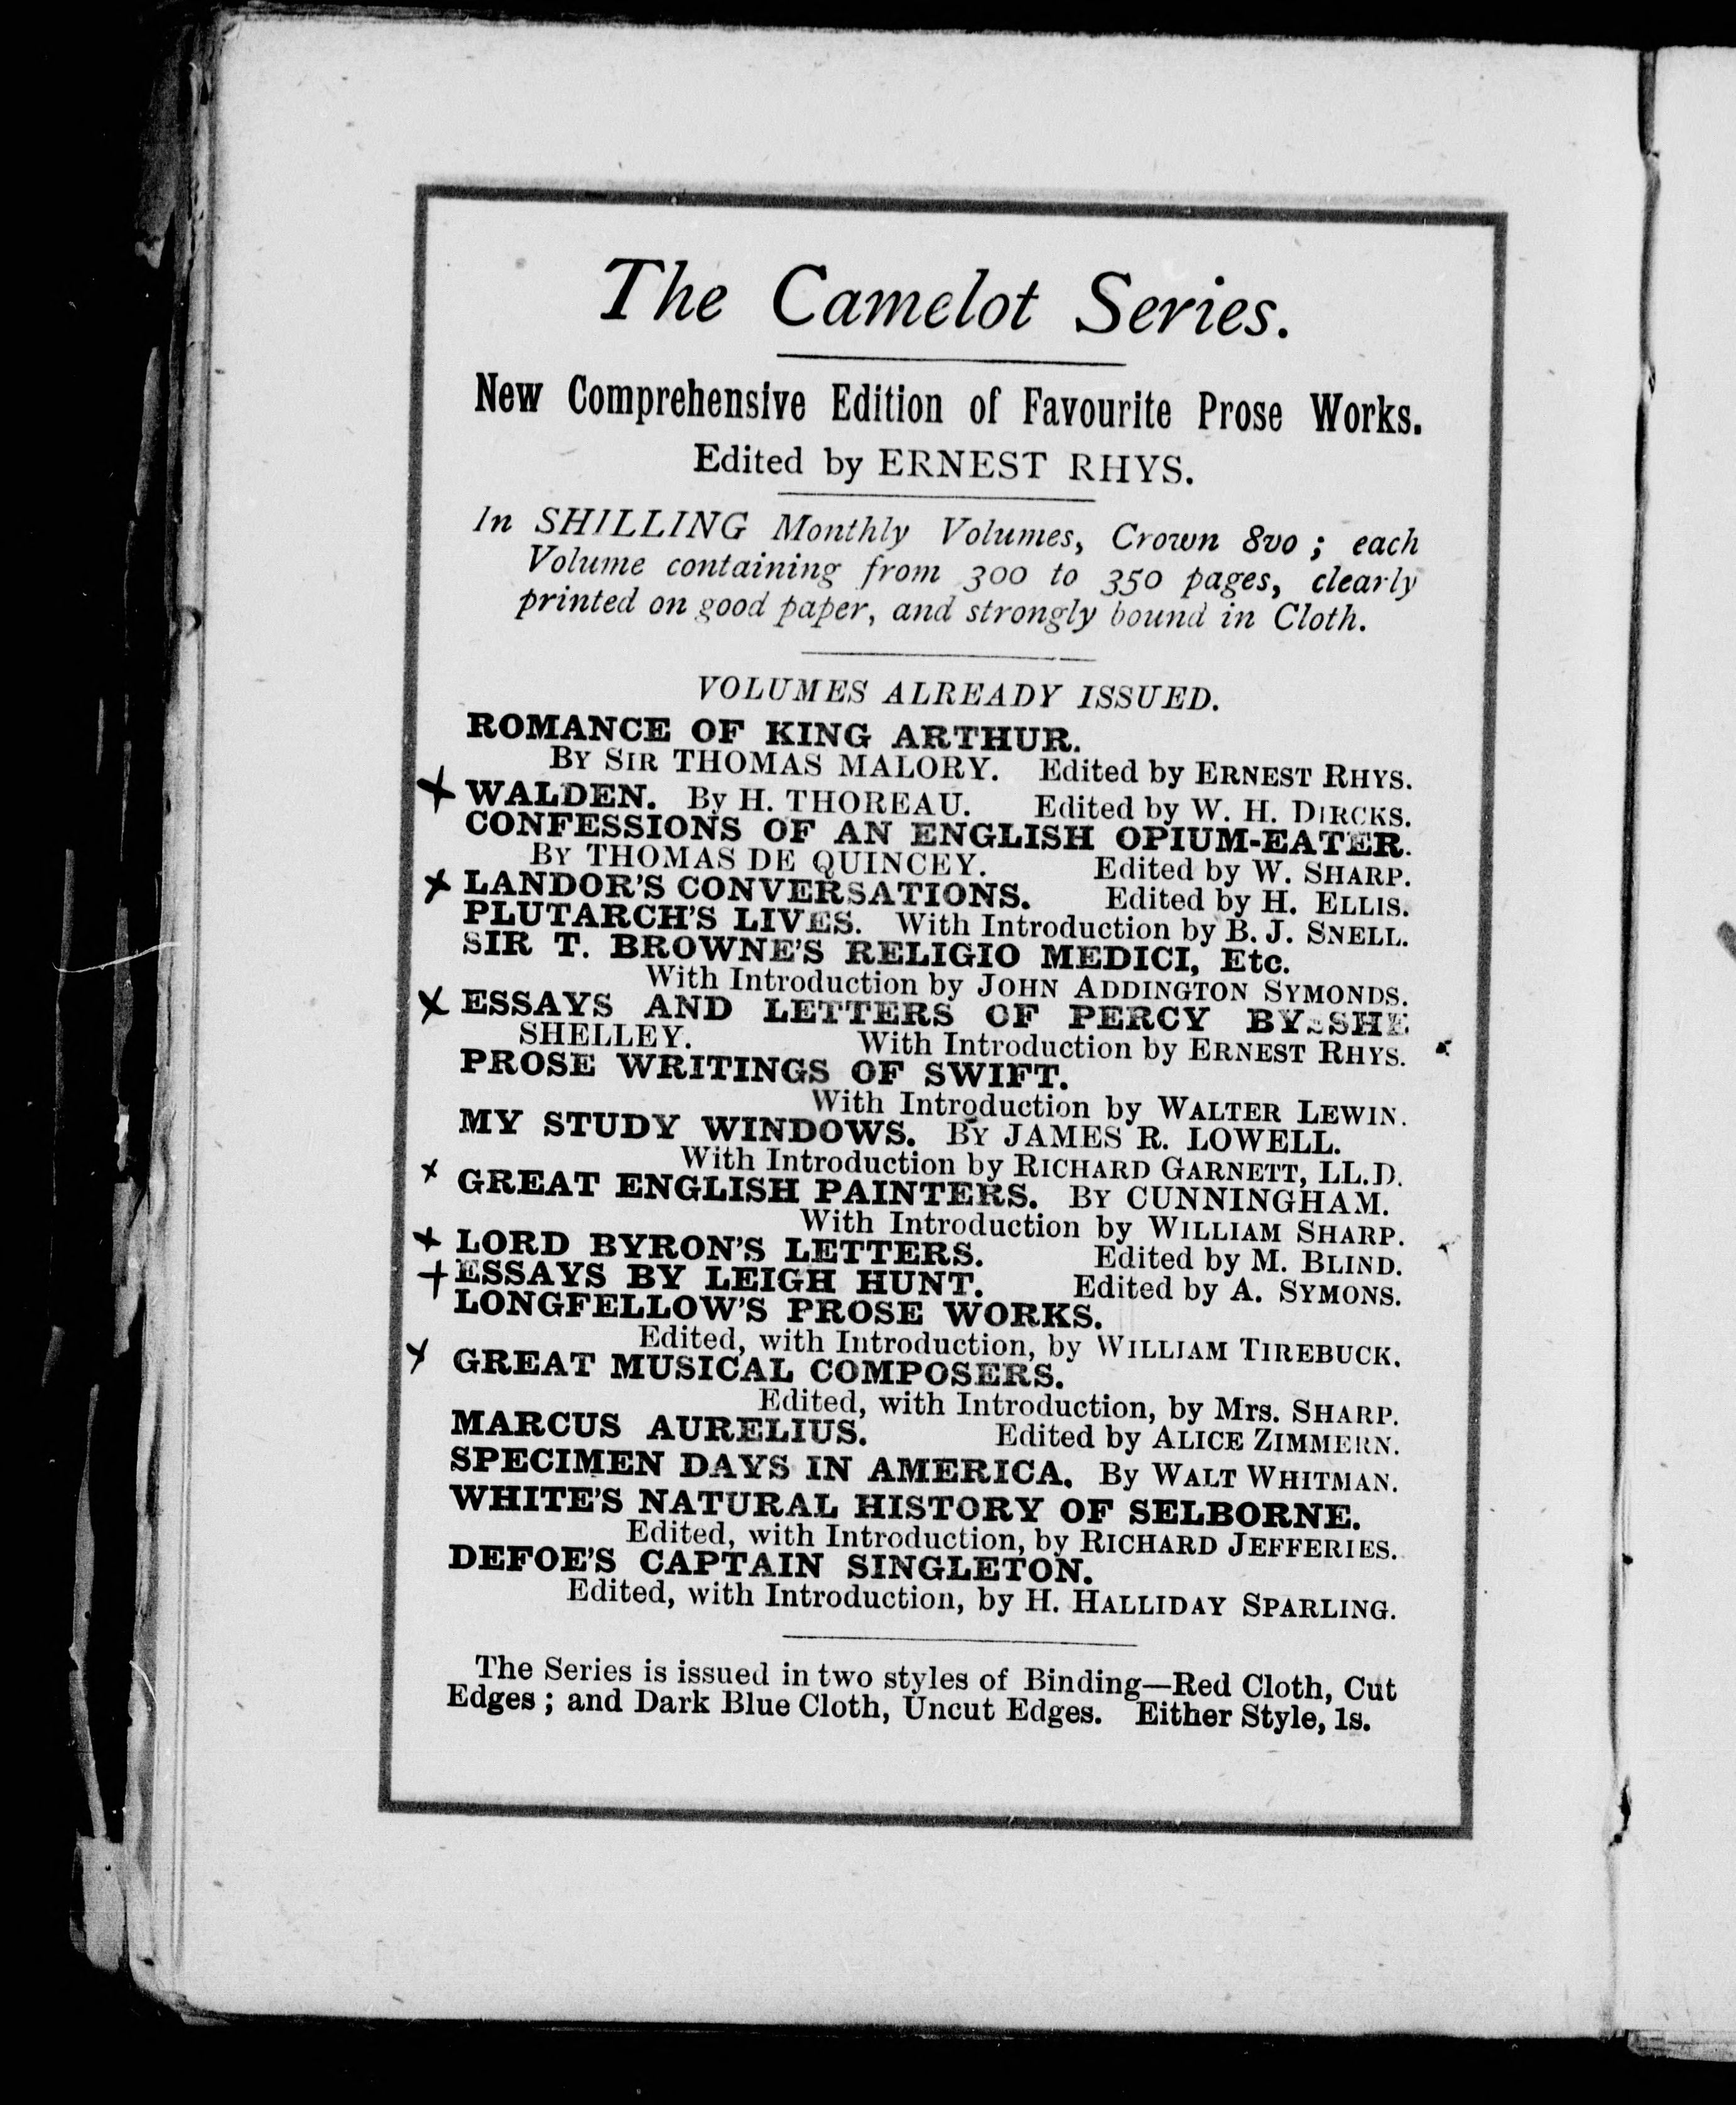 The Camelot Series.
New Comprehensive Edition of Favourite Prose Works.
Edited by ERNEST RHYS.
In SHILLING Monthly Volumes, Crown 8vo ; each
Volume containing from 300 to 350 pages, clearly
printed on good paper, and strongly bound in Cloth.
VOLUMES ALREADY ISSUED.
ROMANCE OF KING ARTHUR.
BY SIR THOMAS MALORY. Edited by ERNEST RHYS.
WALDEN. By H. THOREAU. Edited by W. H. DIRCKS.
CONFESSIONS OF AN ENGLISH OPIUM-EATER.
BY THOMAS DE QUINCEY. Edited by W. SHARP.
LANDOR'S CONVERSATIONS. Edited by H. ELLIS.
PLUTARCH'S LIVES. With Introduction by B. J. SNELL.
SIR T. BROWNE'S RELIGIO MEDICI, Etc.
With Introduction by JOHN ADDINGTON SYMONDS.
ESSAYS AND LETTERS OF PERCY BYSSHE
SHELLEY. With Introduction by ERNEST RHYS.
PROSE WRITINGS OF SWIFT.
With Introduction by WALTER LEWIN.
MY STUDY WINDOWS. BY JAMES R. LOWELL.
With Introduction by RICHARD GARNETT, LL.D.
GREAT ENGLISH PAINTERS. BY CUNNINGHAM.
With Introduction by WILLIAM SHARP.
LORD BYRON'S LETTERS. Edited by M. BLIND.
ESSAYS BY LEIGH HUNT. Edited by A. SYMONS.
LONGFELLOW'S PROSE WORKS.
Edited, with Introduction, by WILLIAM TIREBUCK.
GREAT MUSICAL COMPOSERS.
Edited, with Introduction, by Mrs. SHARP.
MARCUS AURELIUS. Edited by ALICE ZIMMERN.
SPECIMEN DAYS IN AMERICA. By WALT WHITMAN.
WHITE'S NATURAL HISTORY OF SELBORNE.
Edited, with Introduction, by RICHARD JEFFERIES.
DEFOE'S CAPTAIN SINGLETON.
Edited, with Introduction, by H. HALLIDAY SPARLING.
The Series is issued in two styles of Binding—Red Cloth, Cut
Edges ; and Dark Blue Cloth, Uncut Edges. Either Style, 1s.